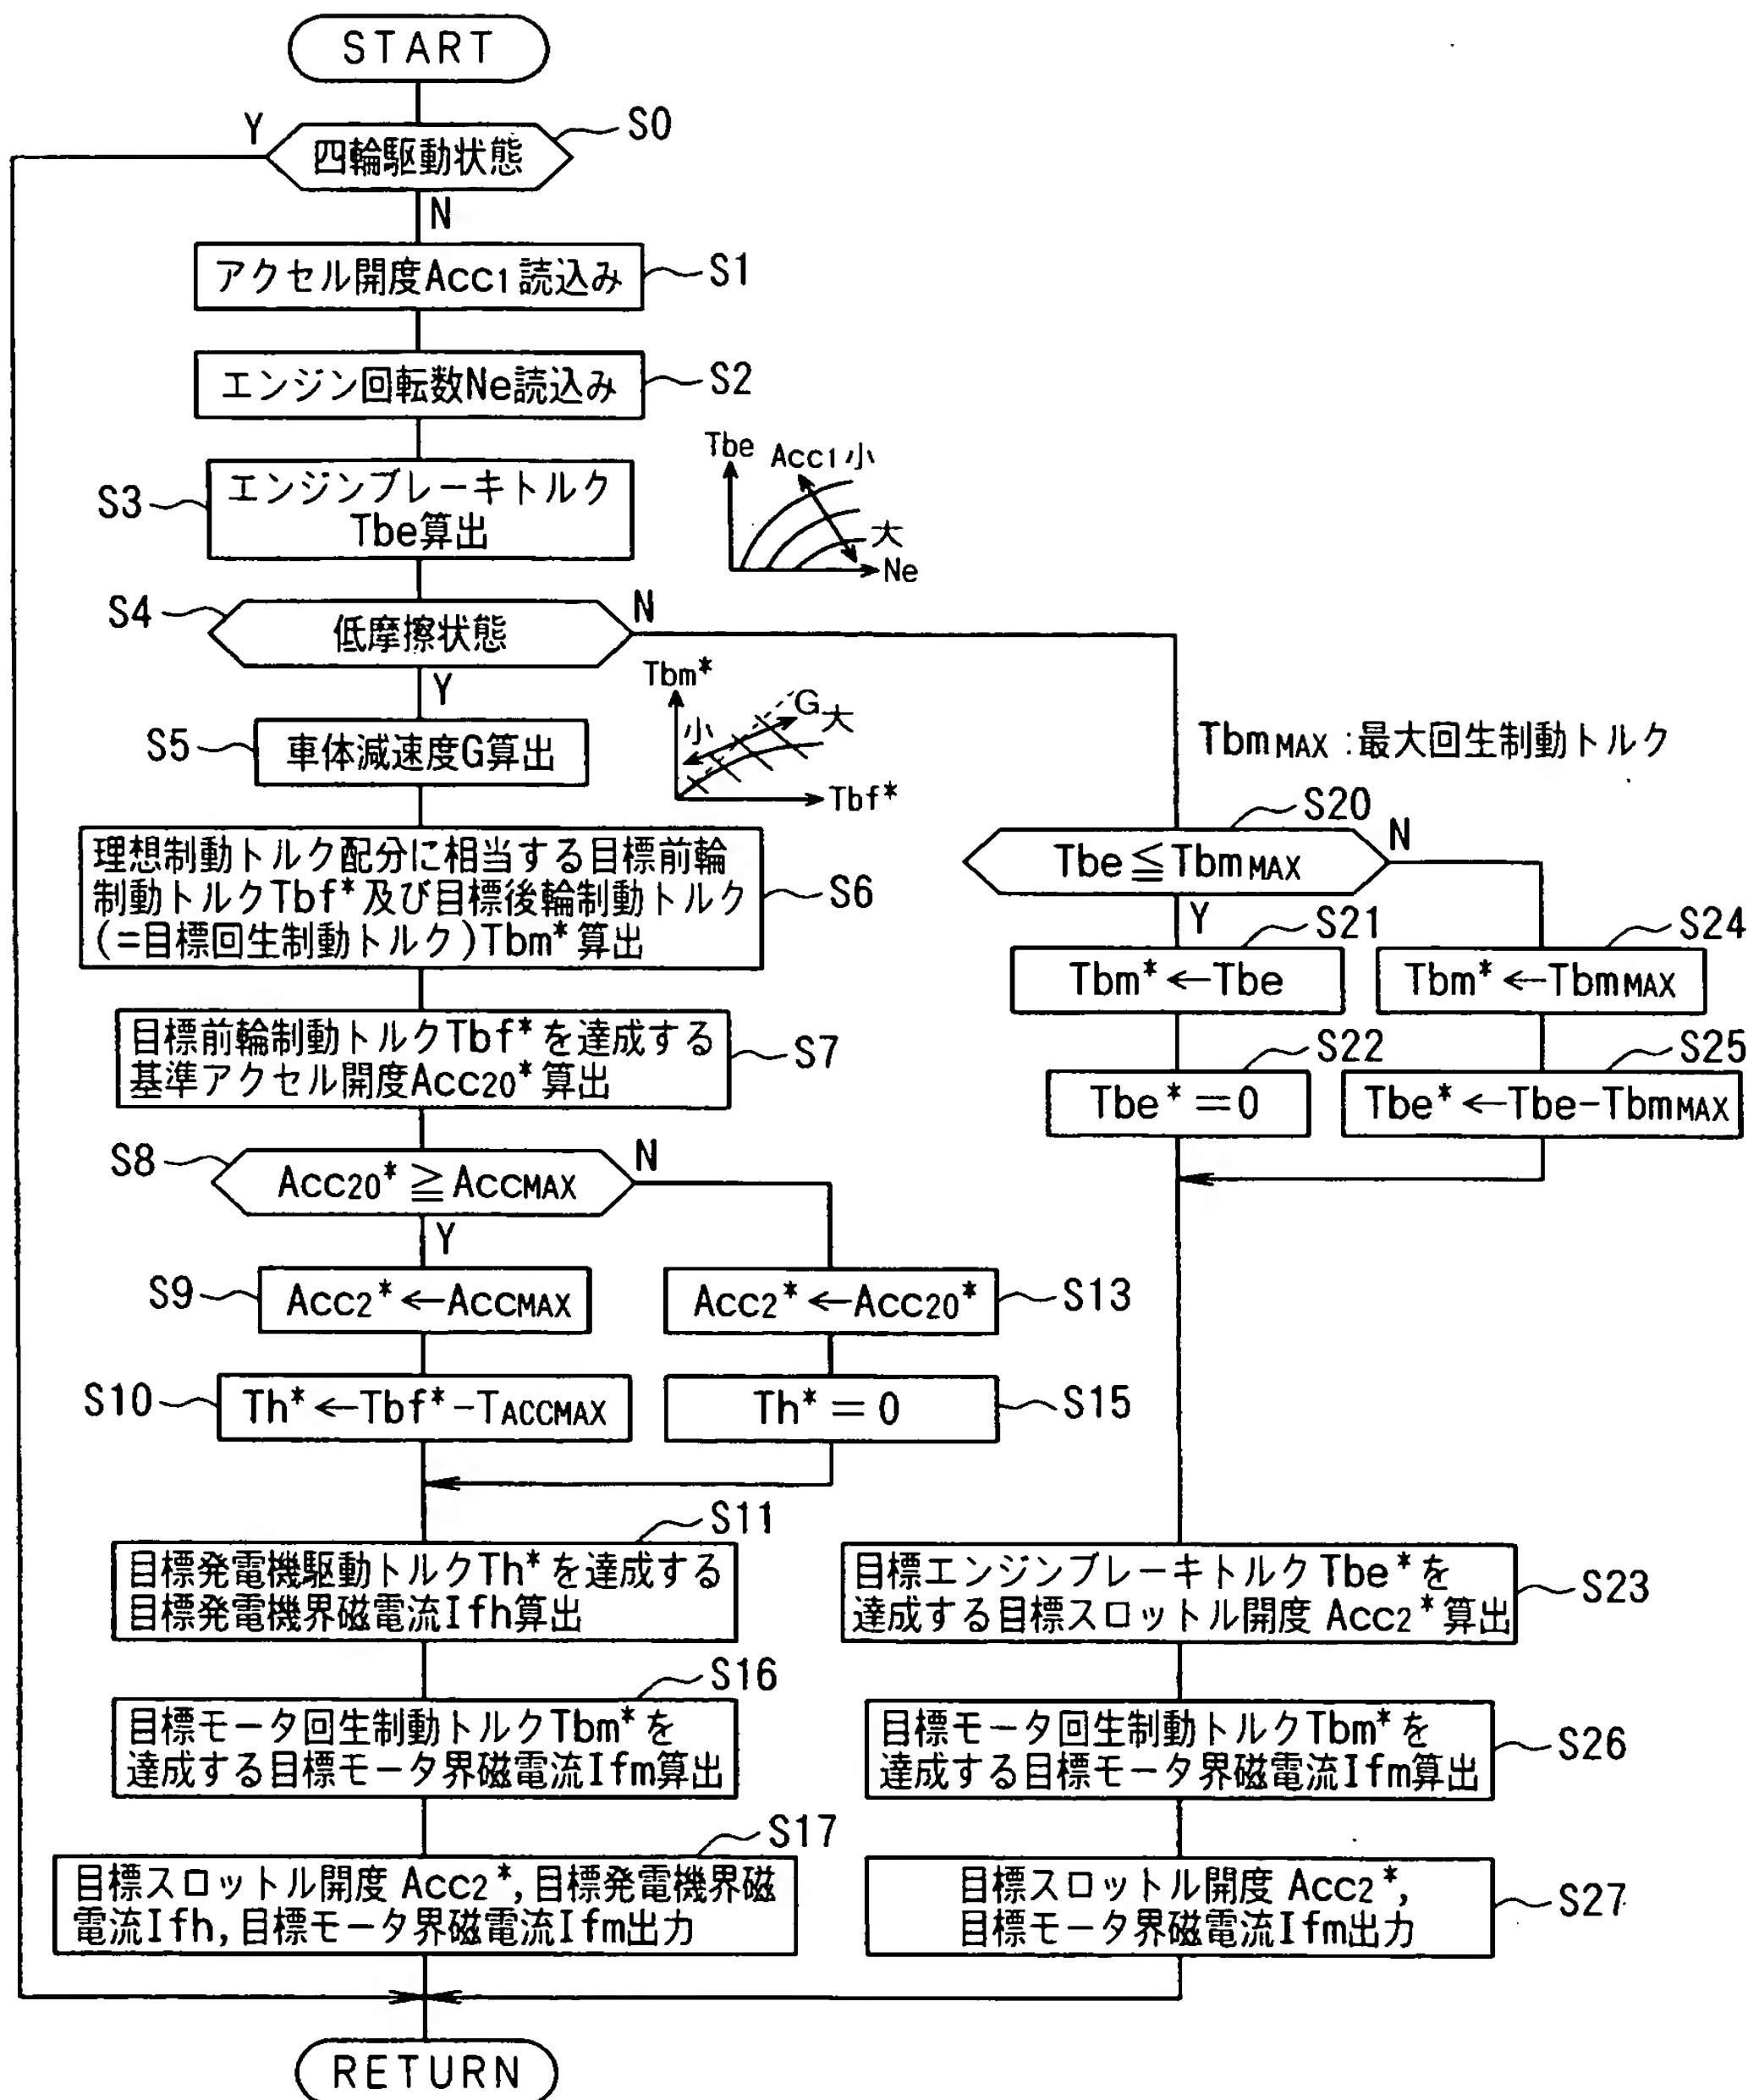 START
Y
四輪駆動状態
S0
N
アクセル開度Acc1読込み
S1
エンジン回転数Ne読込み
S2
エンジンブレーキトルク
Tbe算出
S3
Tbe
Acc1小
大
Ne
低摩擦状態
S4
N
Y
車体減速度G算出
S5
Tbm*
小
G大
Tbf*
理想制動トルク配分に相当する目標前輪
制動トルクTbf*及び目標後輪制動トルク
(=目標回生制動トルク)Tbm*算出
S6
目標前輪制動トルクTbf*を達成する
基準アクセル開度Acc20*算出
S7
S8
Acc20*≧AccMAX
N
Y
S9
Acc2*←AccMAX
Acc2*←Acc20*
S13
S10
Th*←Tbf*-TACCMAX
Th*=0
S15
S11
目標発電機駆動トルクTh*を達成する
目標発電機界磁電流Ifh算出
S16
目標モータ回生制動トルクTbm*を
達成する目標モータ界磁電流Ifm算出
S17
目標スロットル開度 Acc2*,目標発電機界磁
電流Ifh,目標モータ界磁電流Ifm出力
TbmMAX:最大回生制動トルク
S20
Tbe≦TbmMAX
N
Y
S21
Tbm*←Tbe
S24
Tbm*←TbmMAX
S22
Tbe*=0
S25
Tbe*←Tbe-TbmMAX
目標エンジンブレーキトルクTbe*を
達成する目標スロットル開度 Acc2*算出
S23
目標モータ回生制動トルクTbm*を
達成する目標モータ界磁電流Ifm算出
S26
目標スロットル開度 Acc2*,
目標モータ界磁電流Ifm出力
S27
RETURN